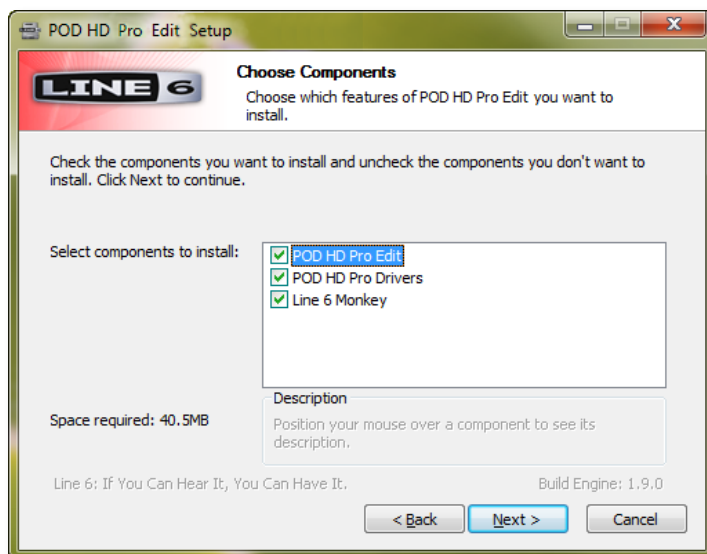 POD HD Pro Edit Setup
LINE 6
Choose Components
Choose which features of POD HD Pro Edit you want to
install.
Check the components you want to install and uncheck the components you don't want to
install. Click Next to continue.
Select components to install:
POD HD Pro Edit
POD HD Pro Drivers
Line 6 Monkey
Space required: 40.5MB
Description
Position your mouse over a component to see its
description.
Line 6: If You Can Hear It, You Can Have It.
Build Engine: 1.9.0
< Back
Next >
Cancel